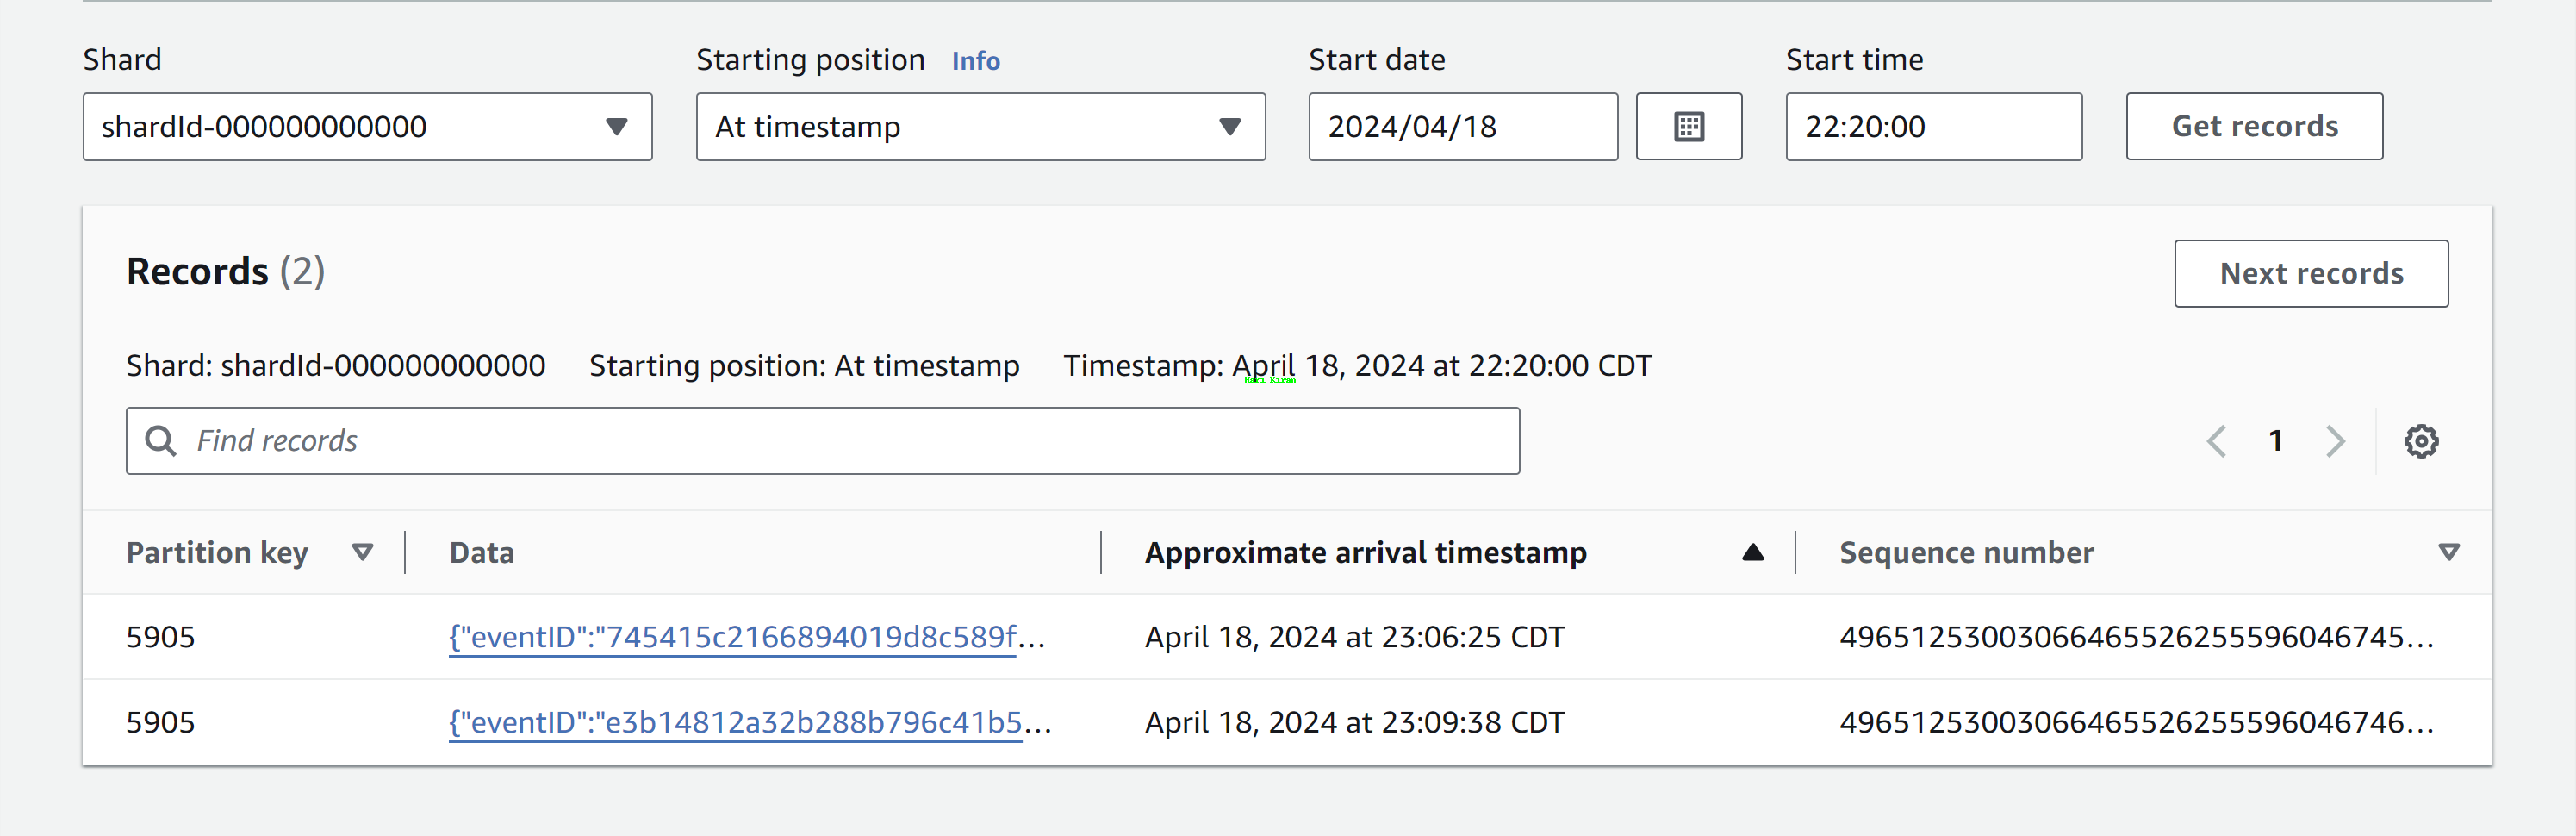 Shard
Starting position Info
Start date
Start time
shardId-000000000000
At timestamp
2024/04/18
22:20:00
Get records
Records (2)
Next records
Shard: shardId-000000000000 Starting position: At timestamp Timestamp: April 18, 2024 at 22:20:00 CDT
Hari Kiran
Find records
1
Partition key Data Approximate arrival timestamp Sequence number
5905 {"eventID":"745415c2166894019d8c589f... April 18, 2024 at 23:06:25 CDT 49651253003066465526255596046745...
5905 {"eventID":"e3b14812a32b288b796c41b5... April 18, 2024 at 23:09:38 CDT 49651253003066465526255596046746...